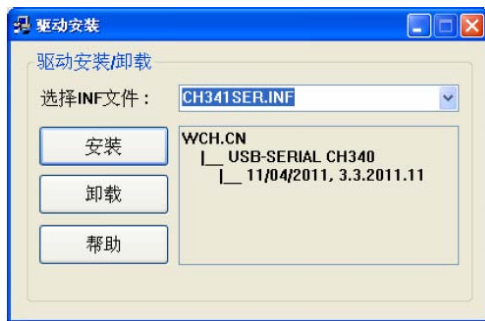 驱动安装
驱动安装/卸载
选择INF文件：
CH341SER.INF
安装
卸载
帮助
WCH.CN
|__ USB-SERIAL CH340
|__ 11/04/2011, 3.3.2011.11